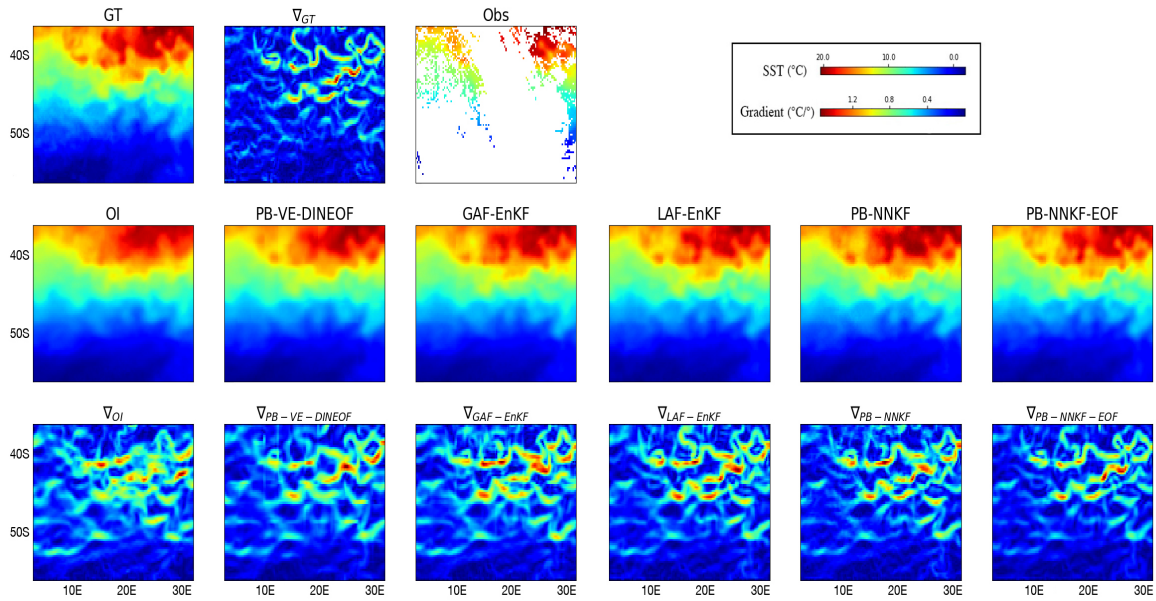 GT ∇GT Obs
40S
50S
20.0 10.0 0.0
SST (°C)
1.2 0.8 0.4
Gradient (°C/°)
OI PB-VE-DINEOF GAF-EnKF LAF-EnKF PB-NNKF PB-NNKF-EOF
40S
50S
∇OI ∇PB−VE−DINEOF ∇GAF−EnKF ∇LAF−EnKF ∇PB−NNKF ∇PB−NNKF−EOF
40S
50S
10E 20E 30E 10E 20E 30E 10E 20E 30E 10E 20E 30E 10E 20E 30E 10E 20E 30E